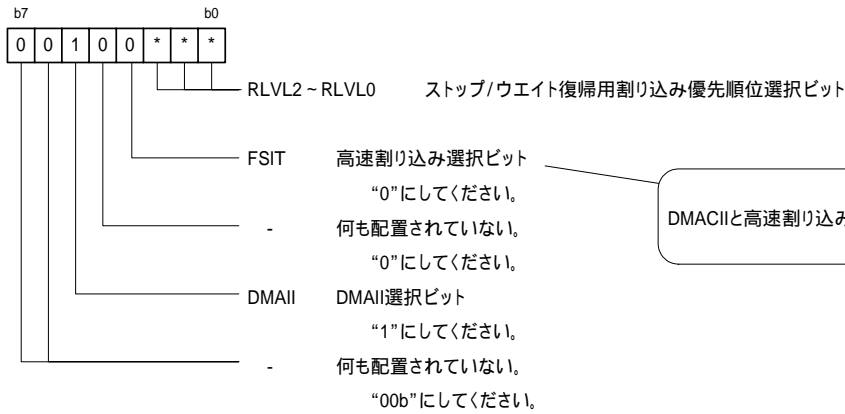 b7 b0
0 0 1 0 0 * * *
RLVL2 ~ RLVL0 ストップ/ウエイト復帰用割り込み優先順位選択ビット
FSIT 高速割り込み選択ビット
“0”にしてください。
DMACIIと高速割り込み
- 何も配置されていない。
“0”にしてください。
DMAII DMAII選択ビット
“1”にしてください。
- 何も配置されていない。
“00b”にしてください。